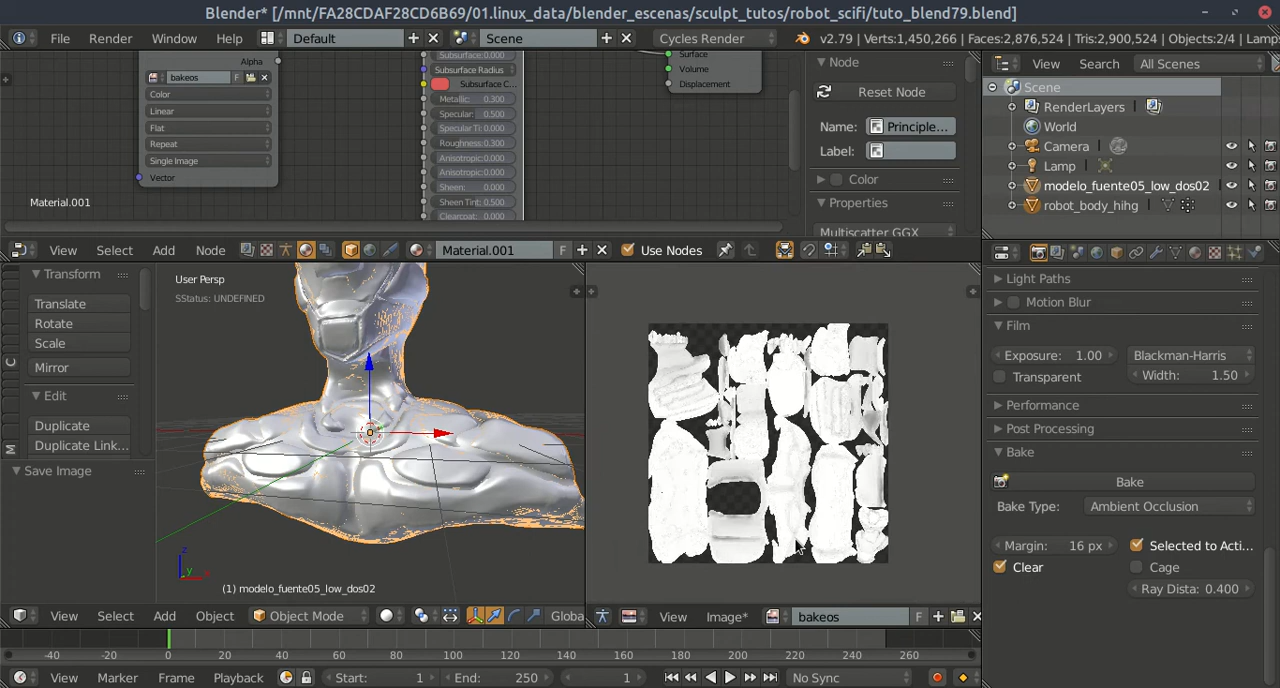 Blender* [/mnt/FA28CDAF28CD6B69/01.linux_data/blender_escenas/sculpt_tutos/robot_scifi/tuto_blend79.blend]
File Render Window Help Default Scene Cycles Render v2.79 | Verts:1,450,266 | Faces:2,876,524 | Tris:2,900,524 | Objects:2/4 | Lamp
Alpha
bakeos F
Color
Linear
Flat
Repeat
Single Image
Vector
Material.001
Subsurface: 0.000
Subsurface Radius
Subsurface C...
Metallic: 0.300
Specular: 0.500
Specular Ti: 0.000
Roughness: 0.300
Anisotropic: 0.000
Anisotropic: 0.000
Sheen: 0.000
Sheen Tint: 0.500
Clearcoat: 0.000
Surface
Volume
Displacement
Node
Reset Node
Name: Principle...
Label:
Color
Properties
Multiscatter GGX
View Search All Scenes
Scene
RenderLayers
World
Camera
Lamp
modelo_fuente05_low_dos02
robot_body_hihg
View Select Add Node Material.001 F Use Nodes
Transform
Translate
Rotate
Scale
Mirror
Edit
Duplicate
Duplicate Link...
Save Image
User Persp
SStatus: UNDEFINED
z
y
x
(1) modelo_fuente05_low_dos02
View Select Add Object Object Mode Globa
View Image* bakeos F
Light Paths
Motion Blur
Film
Exposure: 1.00 Blackman-Harris
Transparent Width: 1.50
Performance
Post Processing
Bake
Bake
Bake Type: Ambient Occlusion
Margin: 16 px Selected to Acti...
Clear Cage
Ray Dista: 0.400
-40 -20 0 20 40 60 80 100 120 140 160 180 200 220 240 260
View Marker Frame Playback Start: 1 End: 250 1 No Sync